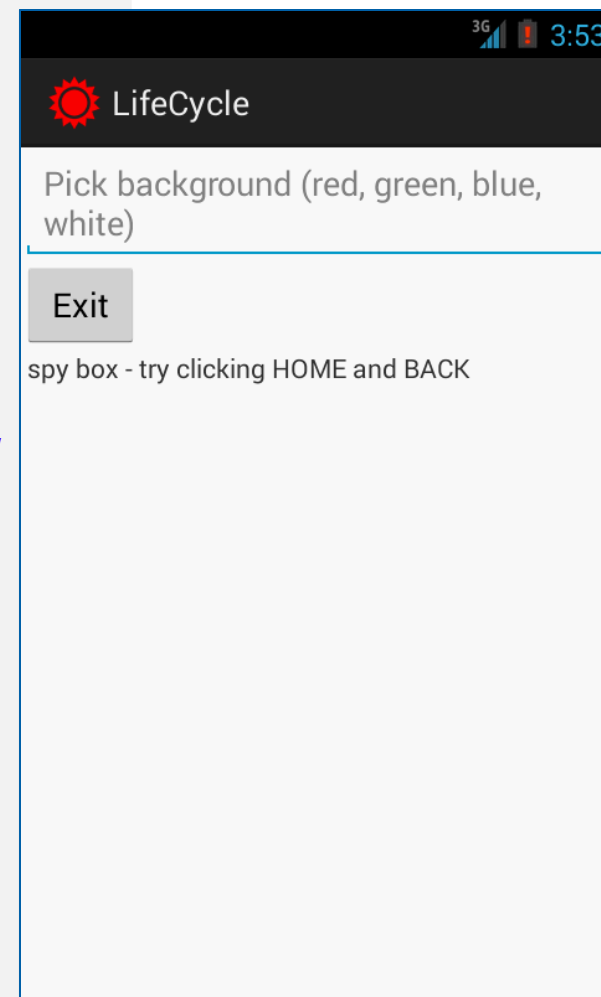 3G 3:53
LifeCycle
Pick background (red, green, blue,
white)
Exit
spy box - try clicking HOME and BACK